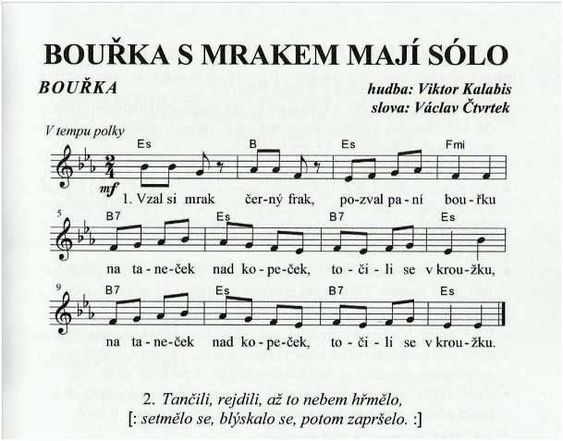 BOUŘKA S MRAKEM MAJÍ SÓLO
BOUŘKA
hudba: Viktor Kalabis
slova: Václav Čtvrtek
V tempu polky
Es B Es Fmi
2 4
mf
1. Vzal si mrak čer-ný frak, po-zval pa-ní bou-řku
5 B7 Es B7 Es
na ta-ne-ček nad ko-pe-ček, to-či-li se v krou-žku,
9 B7 Es B7 Es
na ta-ne-ček nad ko-pe-ček, to-či-li se v krou-žku.
2. Tančili, rejdili, až to nebem hřmělo,
[: setmělo se, blýskalo se, potom zapršelo. :]